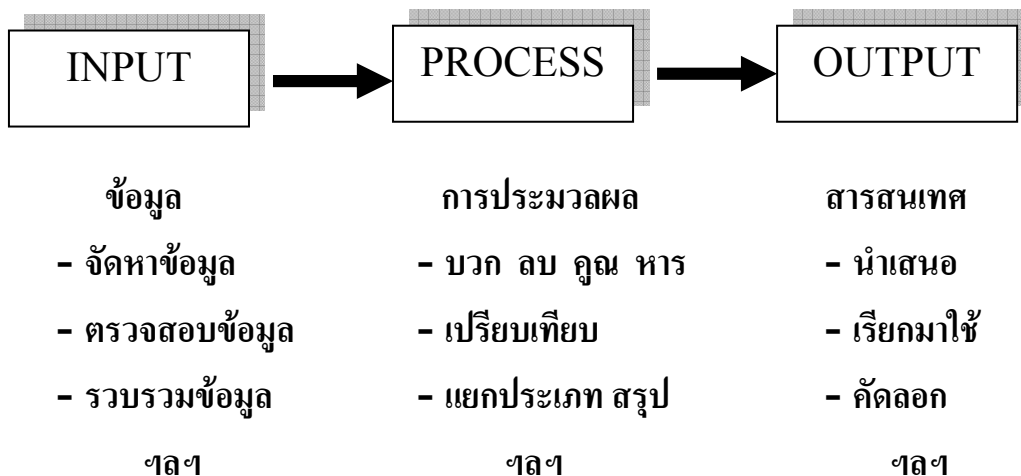 INPUT
PROCESS
OUTPUT
ข้อมูล
- จัดหาข้อมูล
- ตรวจสอบข้อมูล
- รวบรวมข้อมูล
ฯลฯ
การประมวลผล
- บวก ลบ คูณ หาร
- เปรียบเทียบ
- แยกประเภท สรุป
ฯลฯ
สารสนเทศ
- นำเสนอ
- เรียกมาใช้
- คัดลอก
ฯลฯ